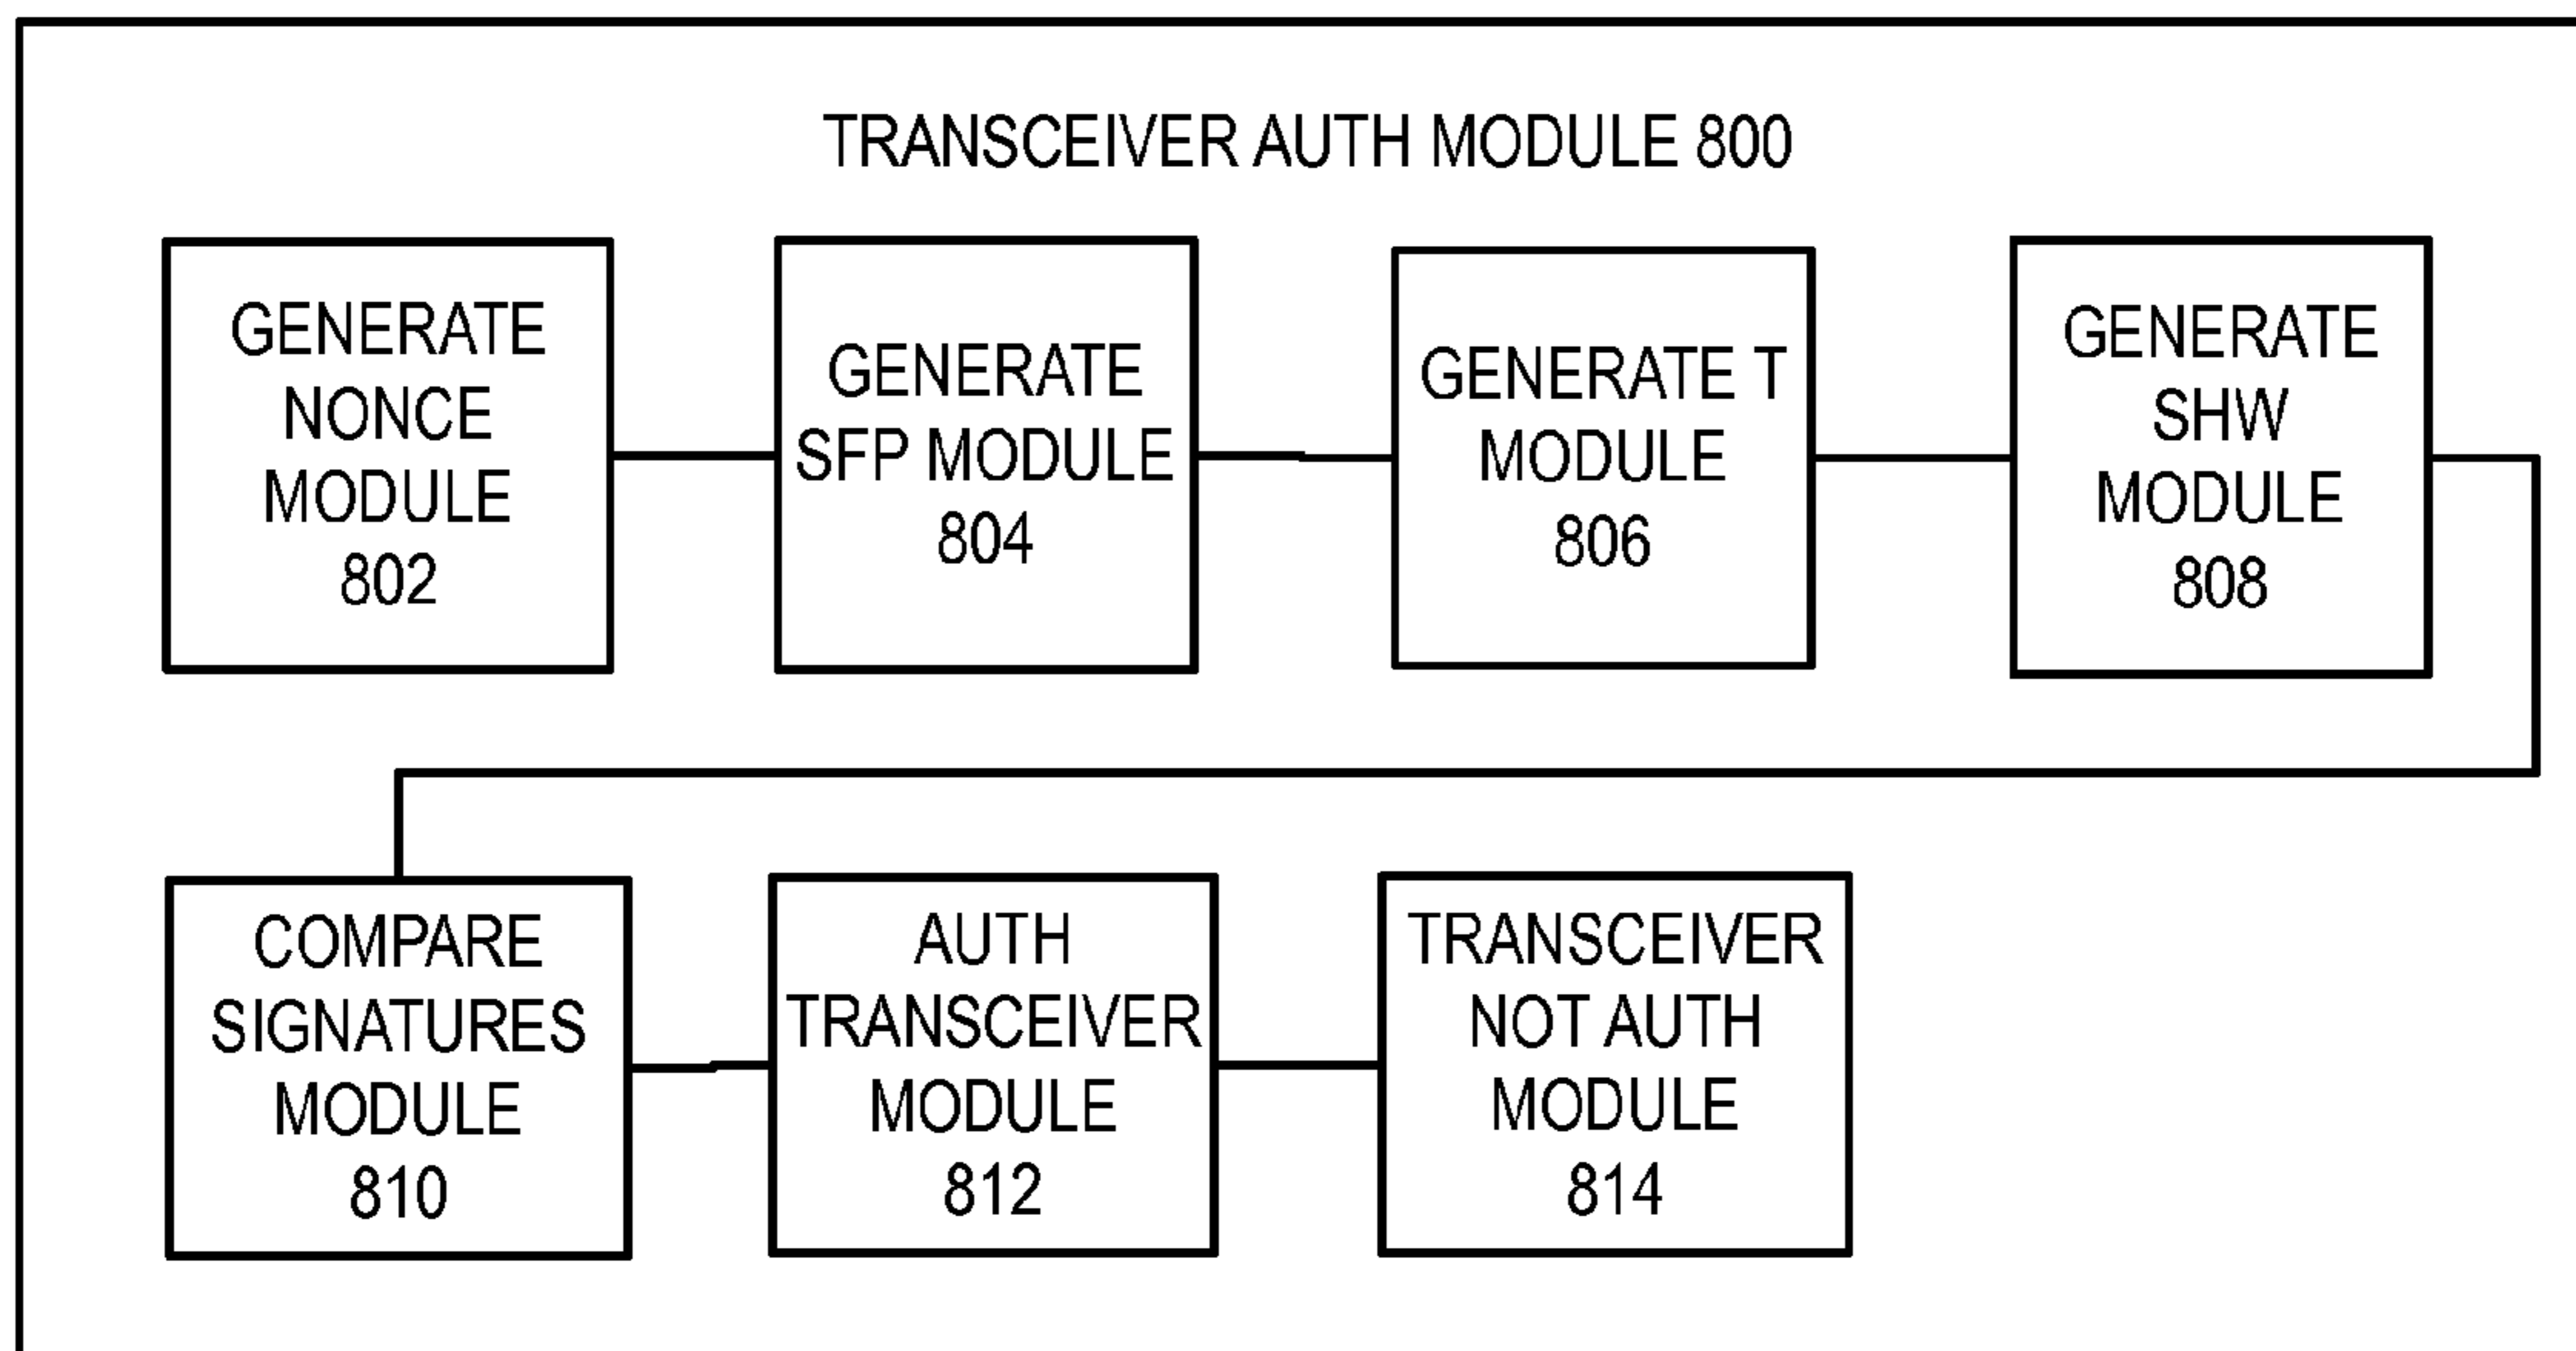 TRANSCEIVER AUTH MODULE 800
GENERATE
NONCE
MODULE
802
GENERATE
SFP MODULE
804
GENERATE T
MODULE
806
GENERATE
SHW
MODULE
808
COMPARE
SIGNATURES
MODULE
810
AUTH
TRANSCEIVER
MODULE
812
TRANSCEIVER
NOT AUTH
MODULE
814